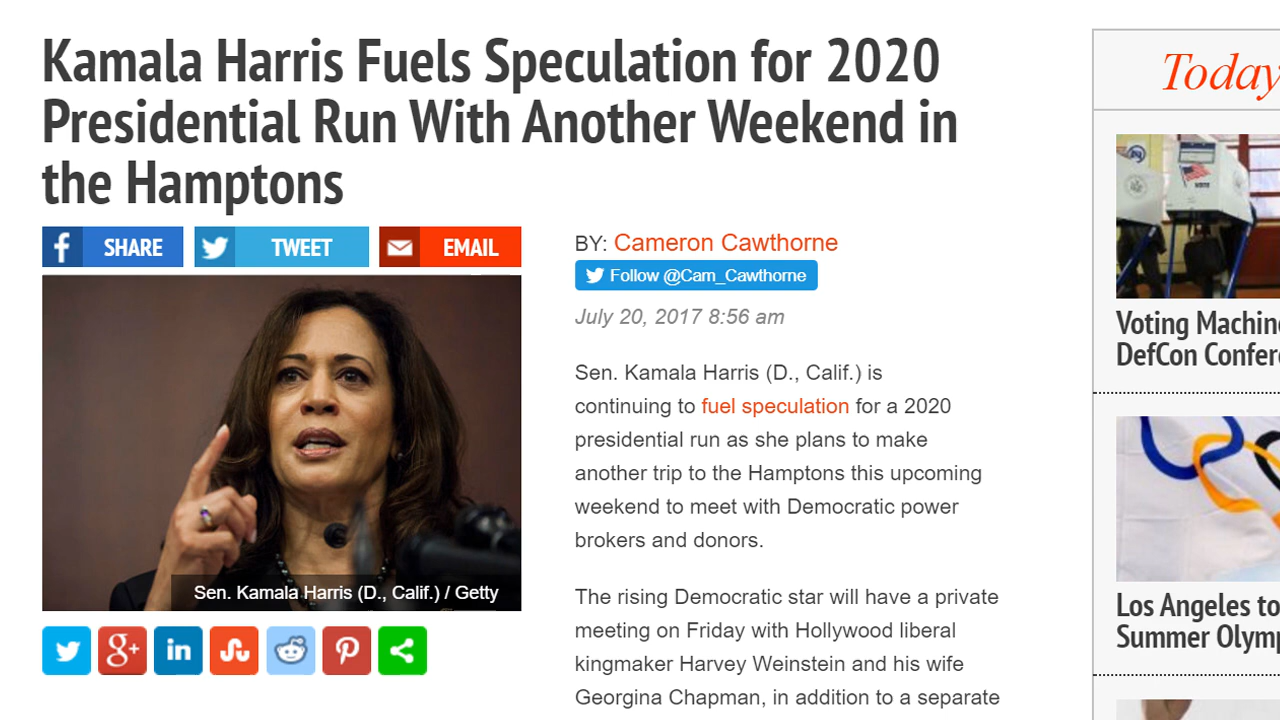 Kamala Harris Fuels Speculation for 2020
Presidential Run With Another Weekend in
the Hamptons
SHARE
TWEET
EMAIL
Sen. Kamala Harris (D., Calif.) / Getty
BY: Cameron Cawthorne
Follow @Cam_Cawthorne
July 20, 2017 8:56 am
Sen. Kamala Harris (D., Calif.) is
continuing to fuel speculation for a 2020
presidential run as she plans to make
another trip to the Hamptons this upcoming
weekend to meet with Democratic power
brokers and donors.
The rising Democratic star will have a private
meeting on Friday with Hollywood liberal
kingmaker Harvey Weinstein and his wife
Georgina Chapman, in addition to a separate
Today
VOTE
Voting Machin
DefCon Confer
Los Angeles to
Summer Olymp